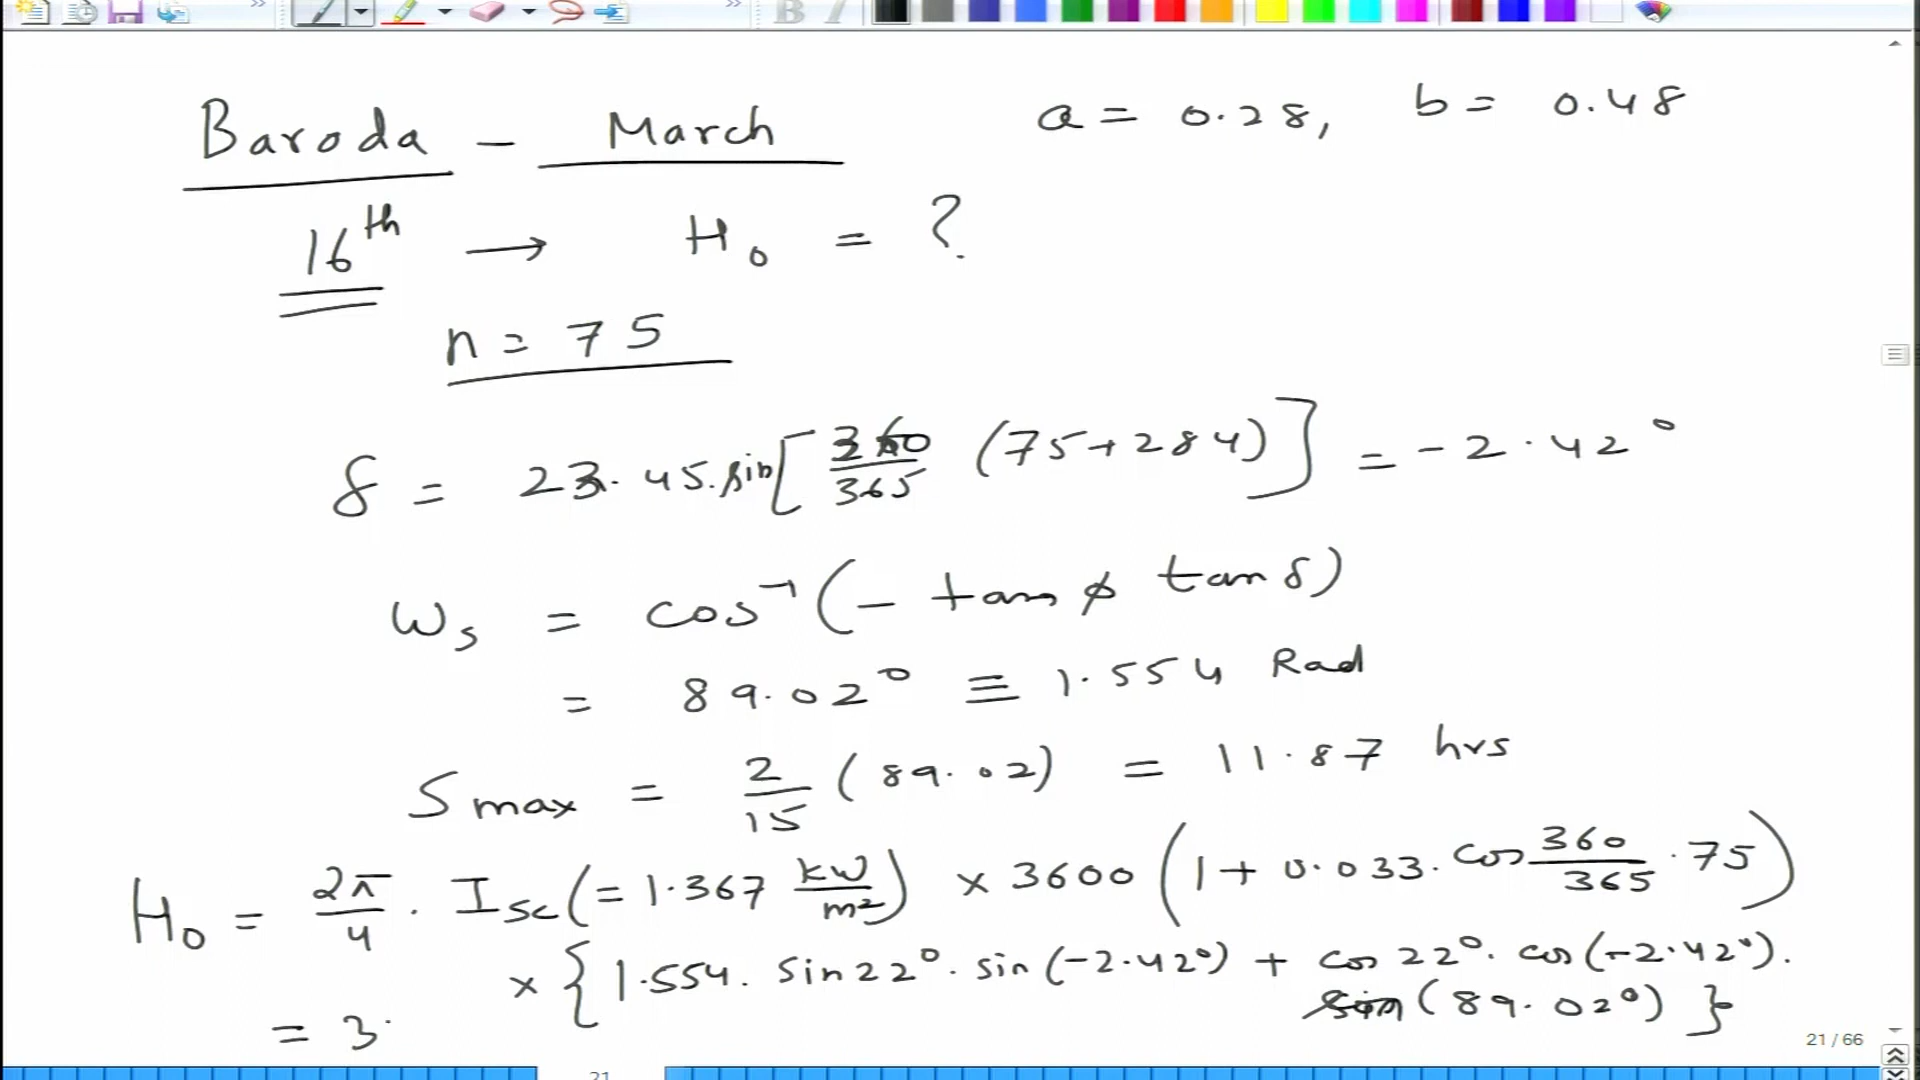 Baroda - March a = 0.28, b = 0.48
16th → H₀ = ?
n = 75
δ = 23.45.sin[360/365 (75+284)] = -2.42°
ωs = cos⁻¹(- tan φ tan δ)
= 89.02° ≡ 1.554 Rad
Smax = 2/15 (89.02) = 11.87 hrs
H₀ = 2π/4 . Isc(= 1.367 kW/m²) × 3600 (1 + 0.033. cos 360/365 .75)
× {1.554. sin 22°. sin (-2.42°) + cos 22°. cos (-2.42°).
sin (89.02°) }
= 3.
21 / 66
21